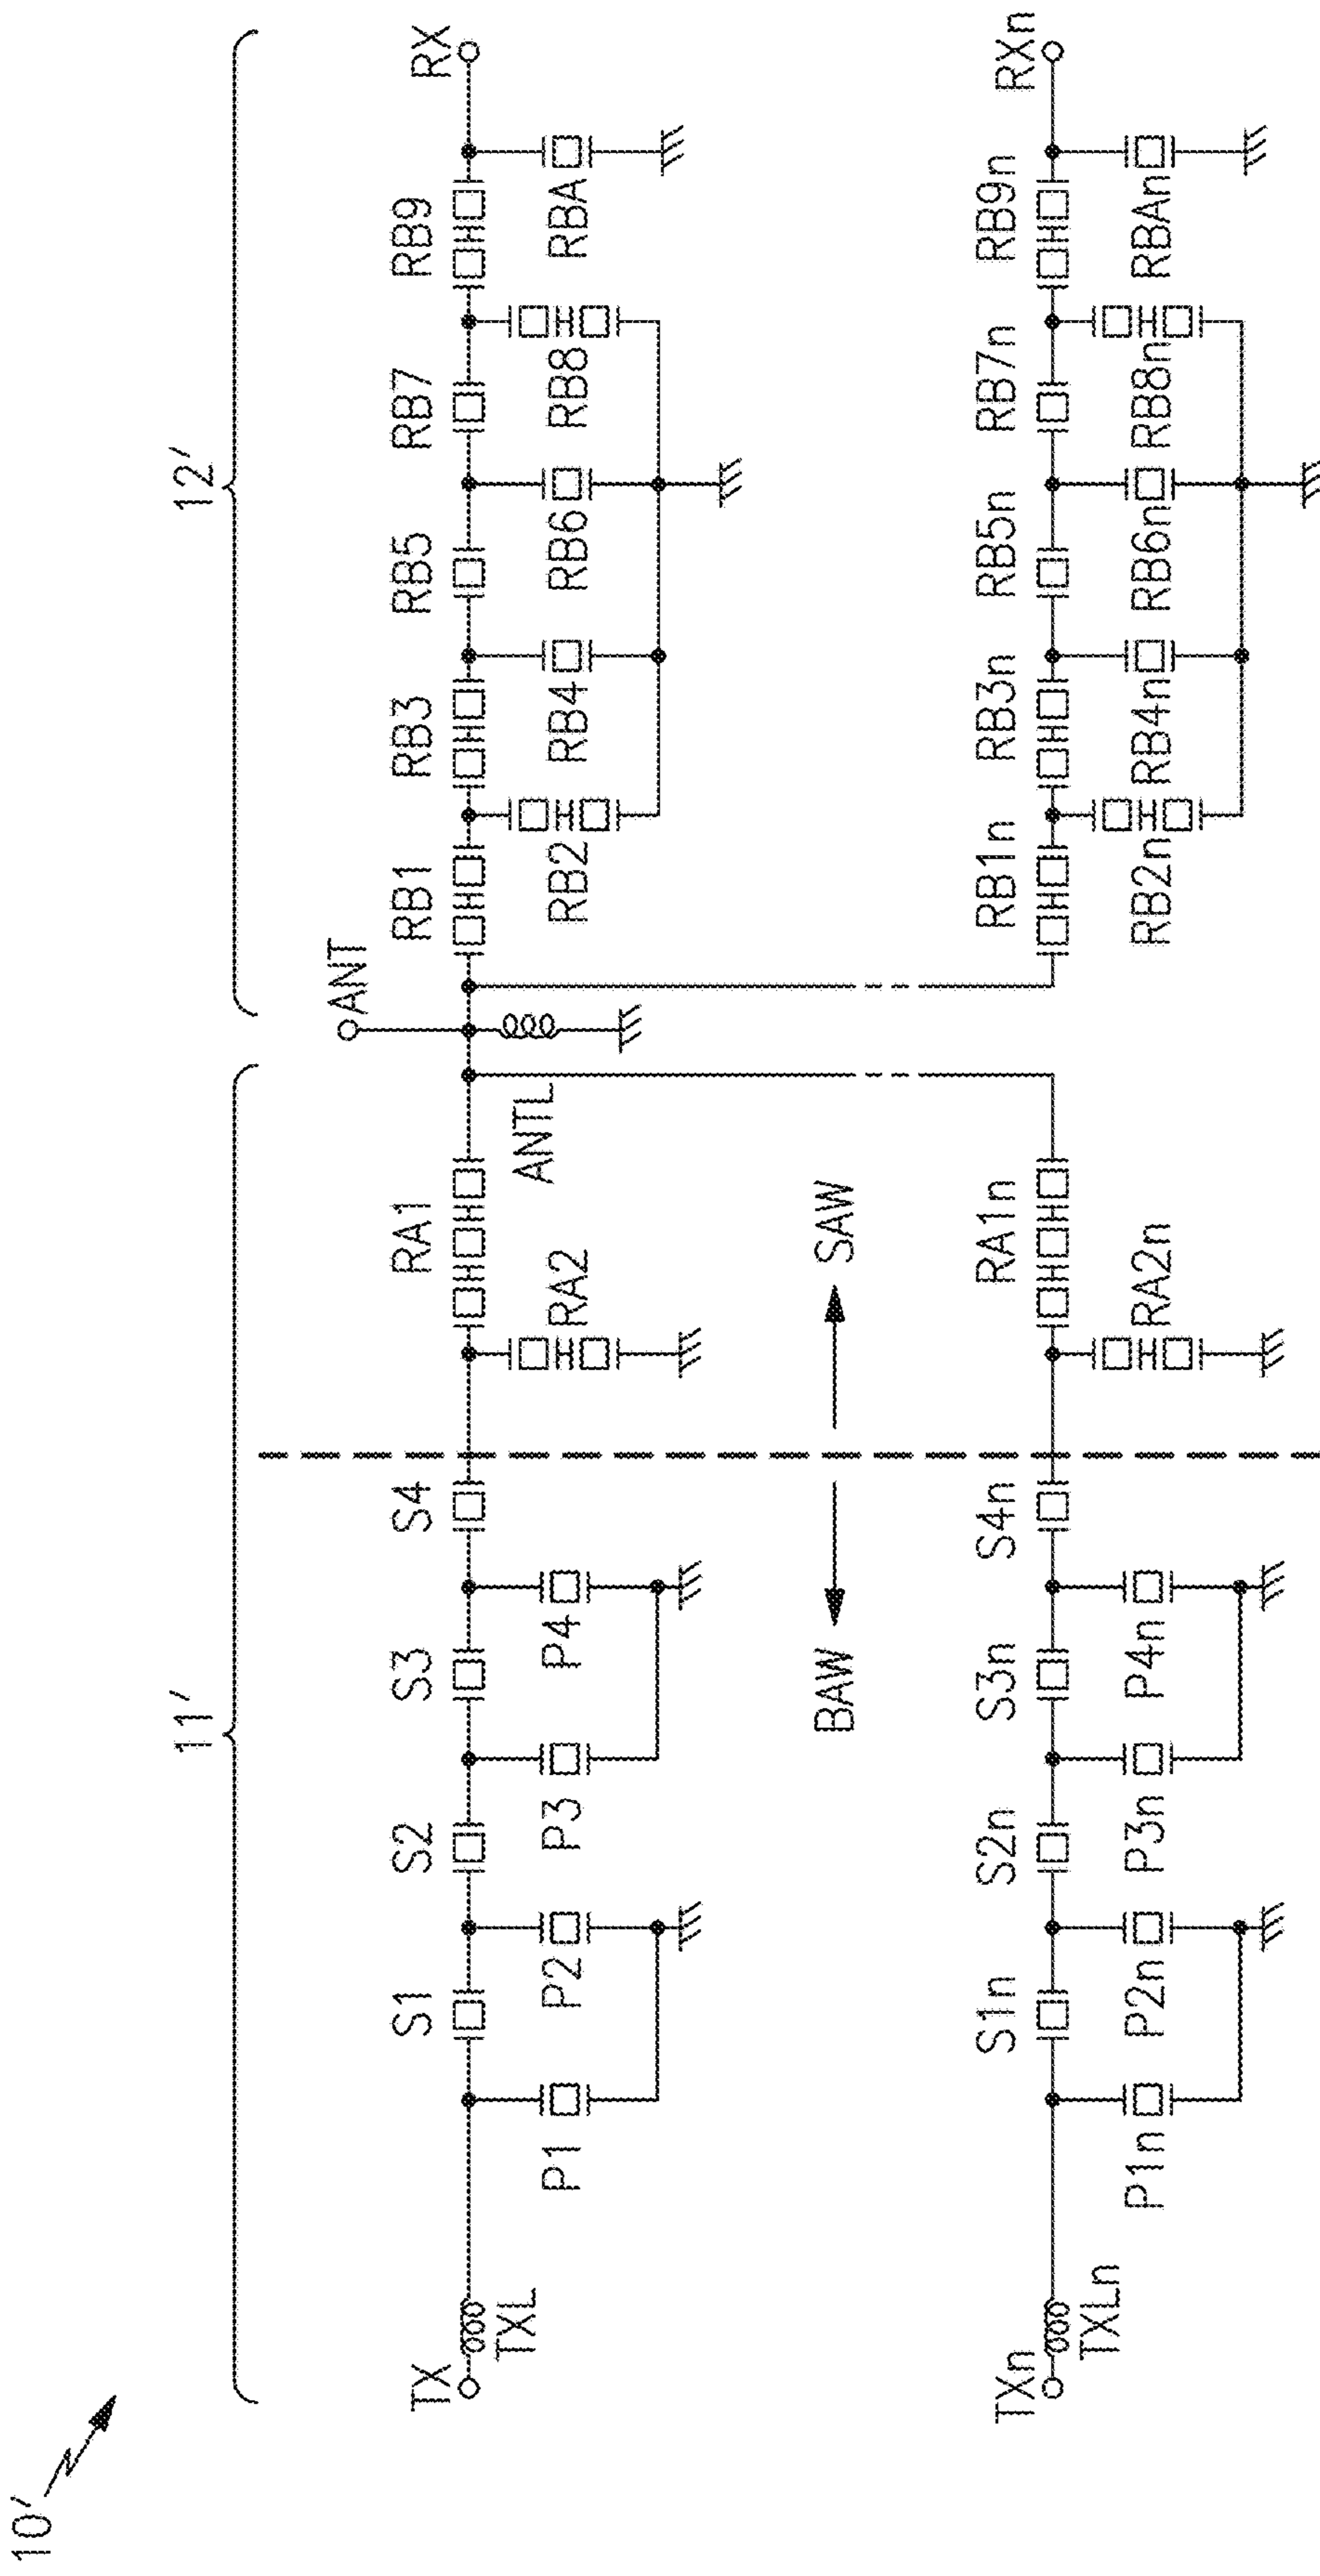 10′
11′
12′
TX
TXL
S1
S2
S3
S4
RA1
ANT
RB1
RB3
RB5
RB7
RB9
RX
P1
P2
P3
P4
RA2
ANTL
RB2
RB4
RB6
RB8
RBA
BAW
SAW
TXn
TXLn
S1n
S2n
S3n
S4n
RA1n
RB1n
RB3n
RB5n
RB7n
RB9n
RXn
P1n
P2n
P3n
P4n
RA2n
RB2n
RB4n
RB6n
RB8n
RBAn